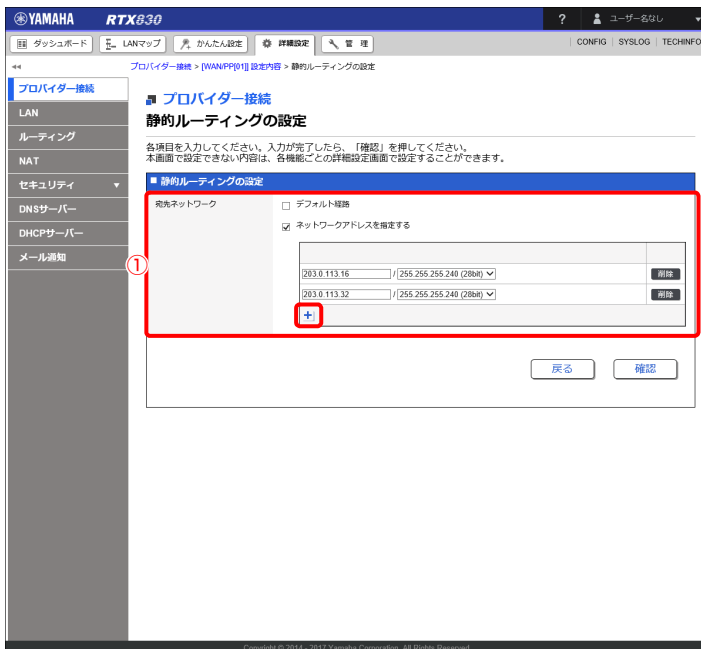 YAMAHA RTX830 ? ユーザー名なし ▼
ダッシュボード LANマップ かんたん設定 詳細設定 管 理 CONFIG SYSLOG TECHINFO
プロバイダー接続 > [WAN/PP[01]] 設定内容 > 静的ルーティングの設定
プロバイダー接続
LAN
ルーティング
NAT
セキュリティ ▼
DNSサーバー
DHCPサーバー
メール通知
プロバイダー接続
静的ルーティングの設定
各項目を入力してください。入力が完了したら、「確認」を押してください。
本画面で設定できない内容は、各機能ごとの詳細設定画面で設定することができます。
■ 静的ルーティングの設定
①
宛先ネットワーク
デフォルト経路
ネットワークアドレスを指定する
203.0.113.16 / 255.255.255.240 (28bit) 削除
203.0.113.32 / 255.255.255.240 (28bit) 削除
+
戻る 確認
Copyright © 2014 - 2017 Yamaha Corporation. All Rights Reserved.